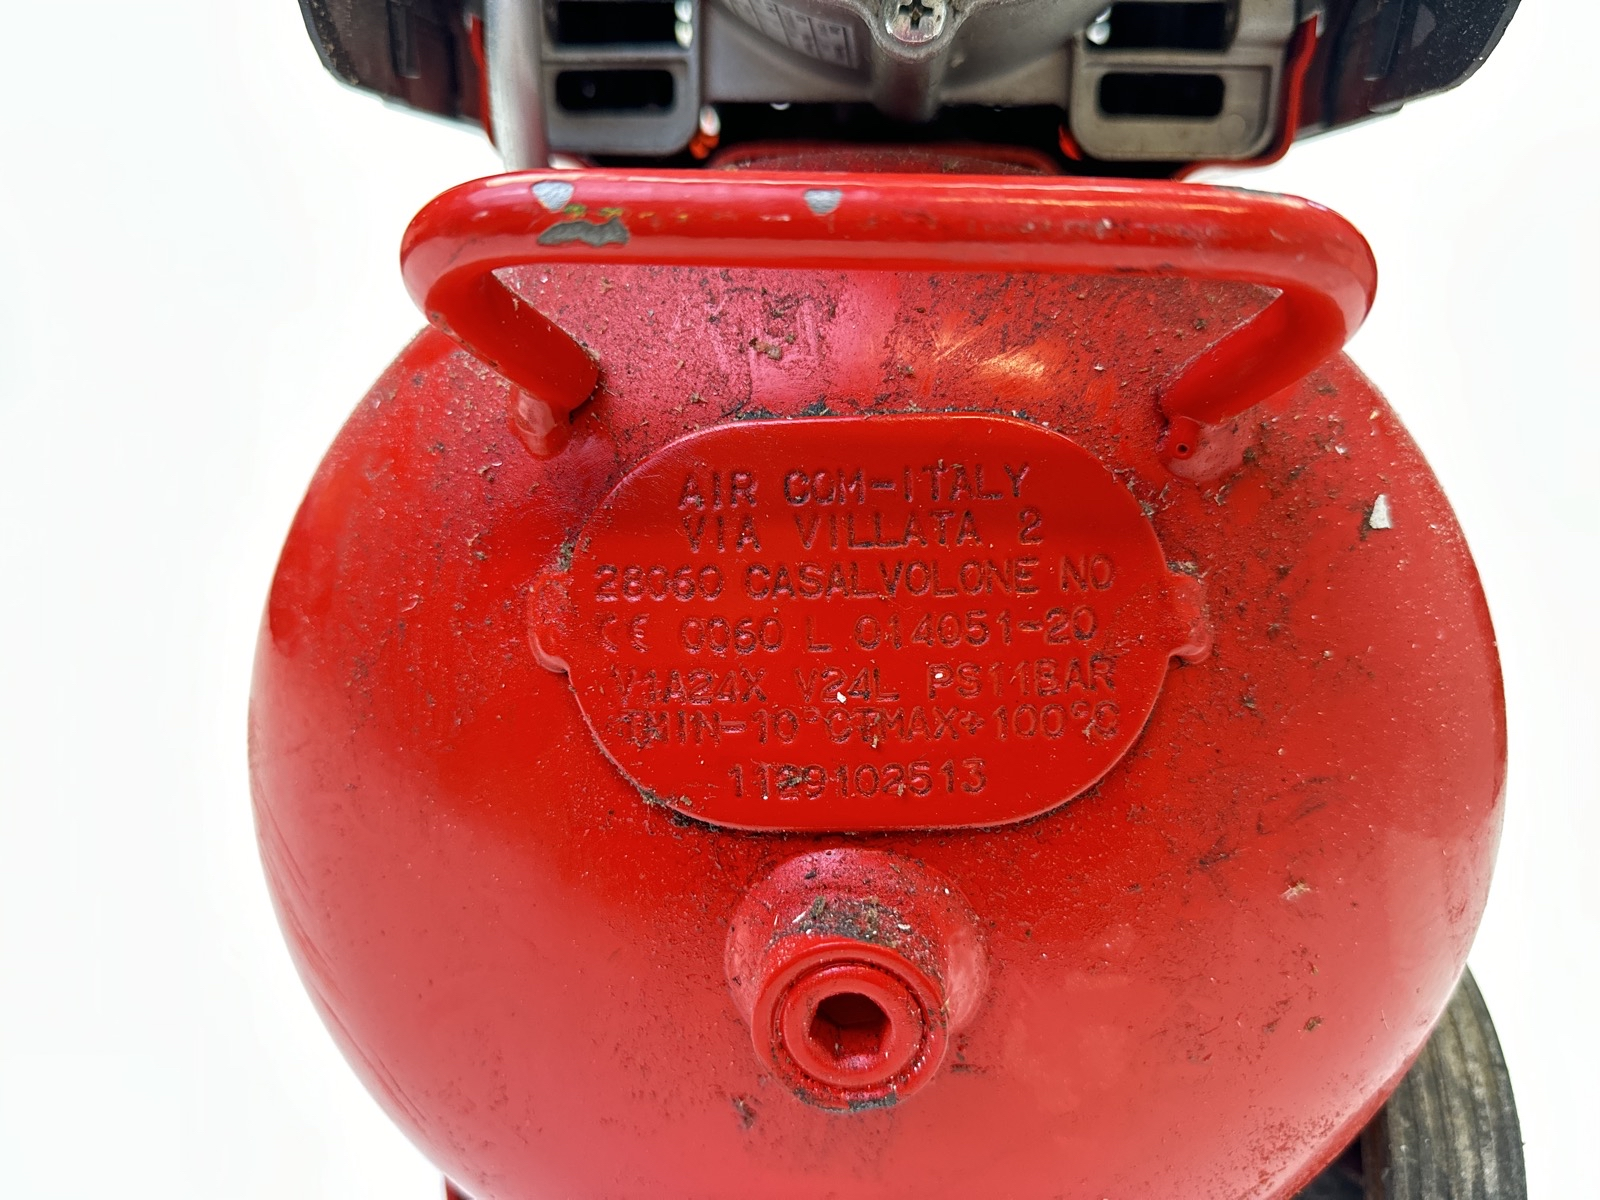 AIR COM-ITALY
VIA VILLATA 2
28060 CASALVOLONE NO
CE 0060 L 014051-20
V1A24X V24L PS11BAR
TMIN-10°CTMAX+100°C
1129102513